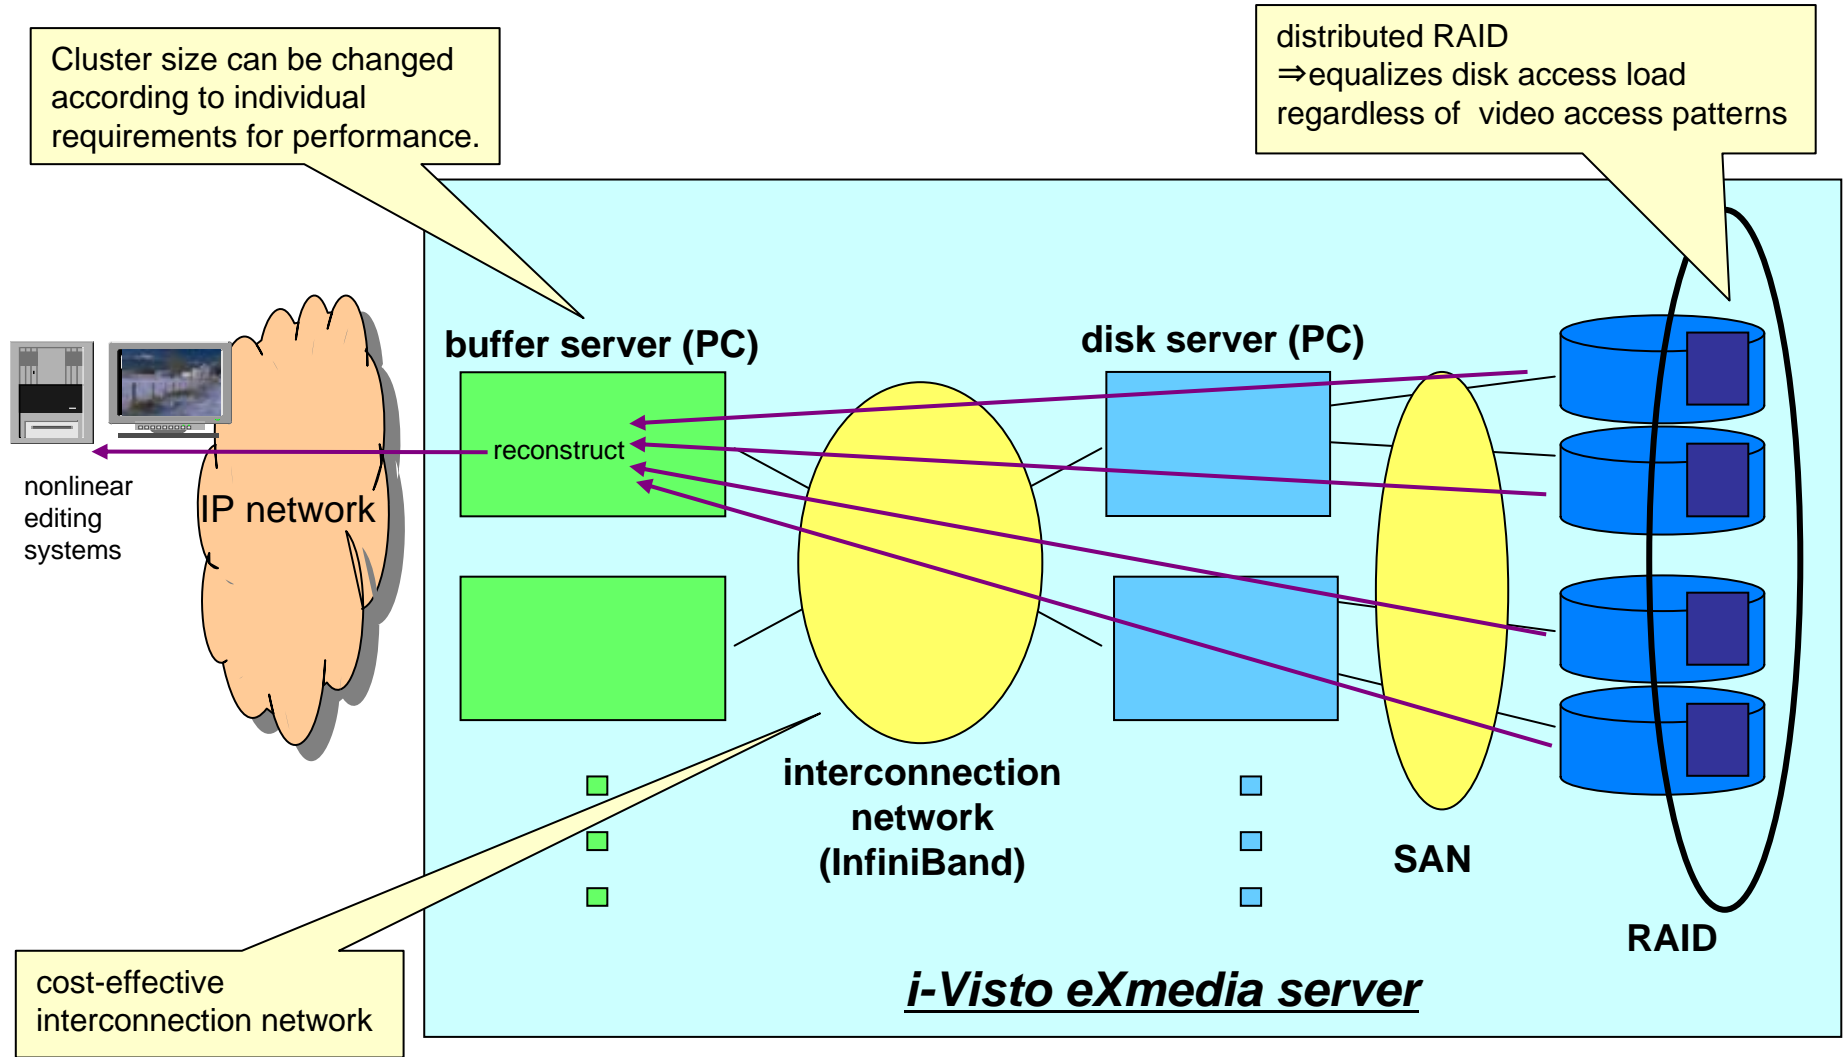 Cluster size can be changed
according to individual
requirements for performance.
distributed RAID
⇒equalizes disk access load
regardless of  video access patterns
buffer server (PC)
disk server (PC)
reconstruct
nonlinear
editing
systems
IP network
interconnection
network
(InfiniBand)
SAN
RAID
cost-effective
interconnection network
i-Visto eXmedia server